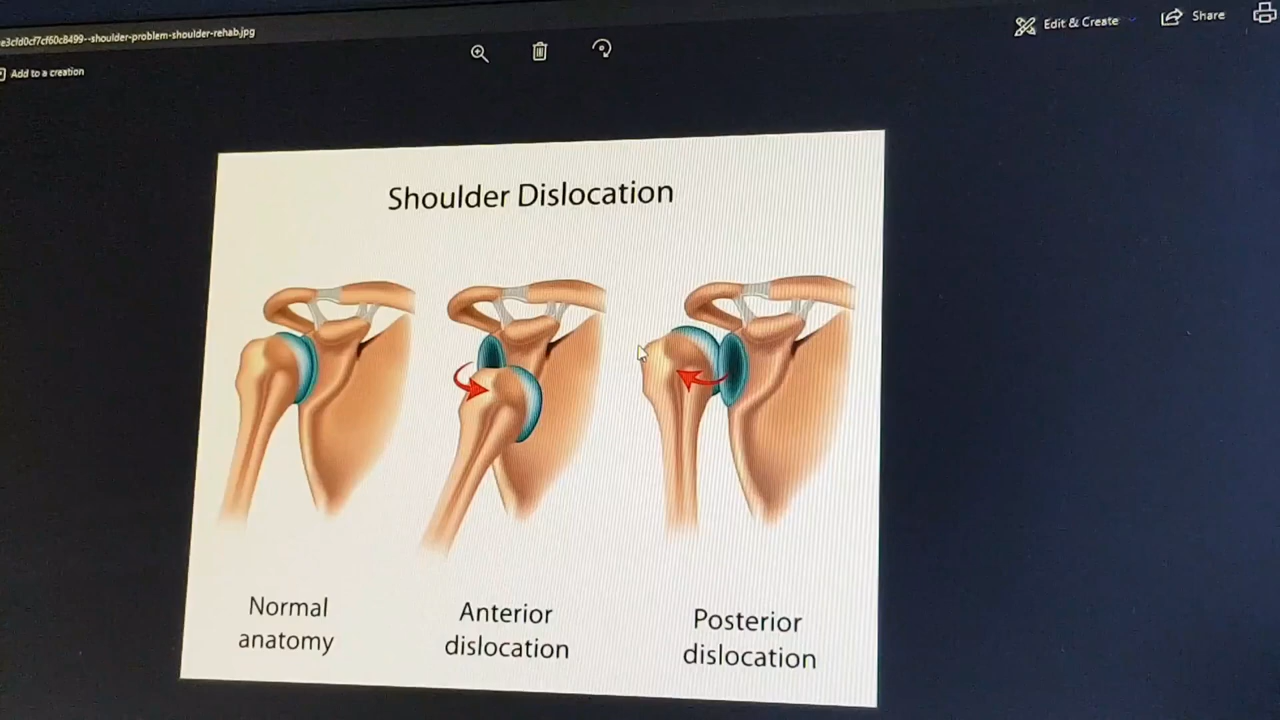 e3cfd0cf7cf60c8499--shoulder-problem-shoulder-rehab.jpg
Edit & Create
Share
Add to a creation
Shoulder Dislocation
Normal
anatomy
Anterior
dislocation
Posterior
dislocation